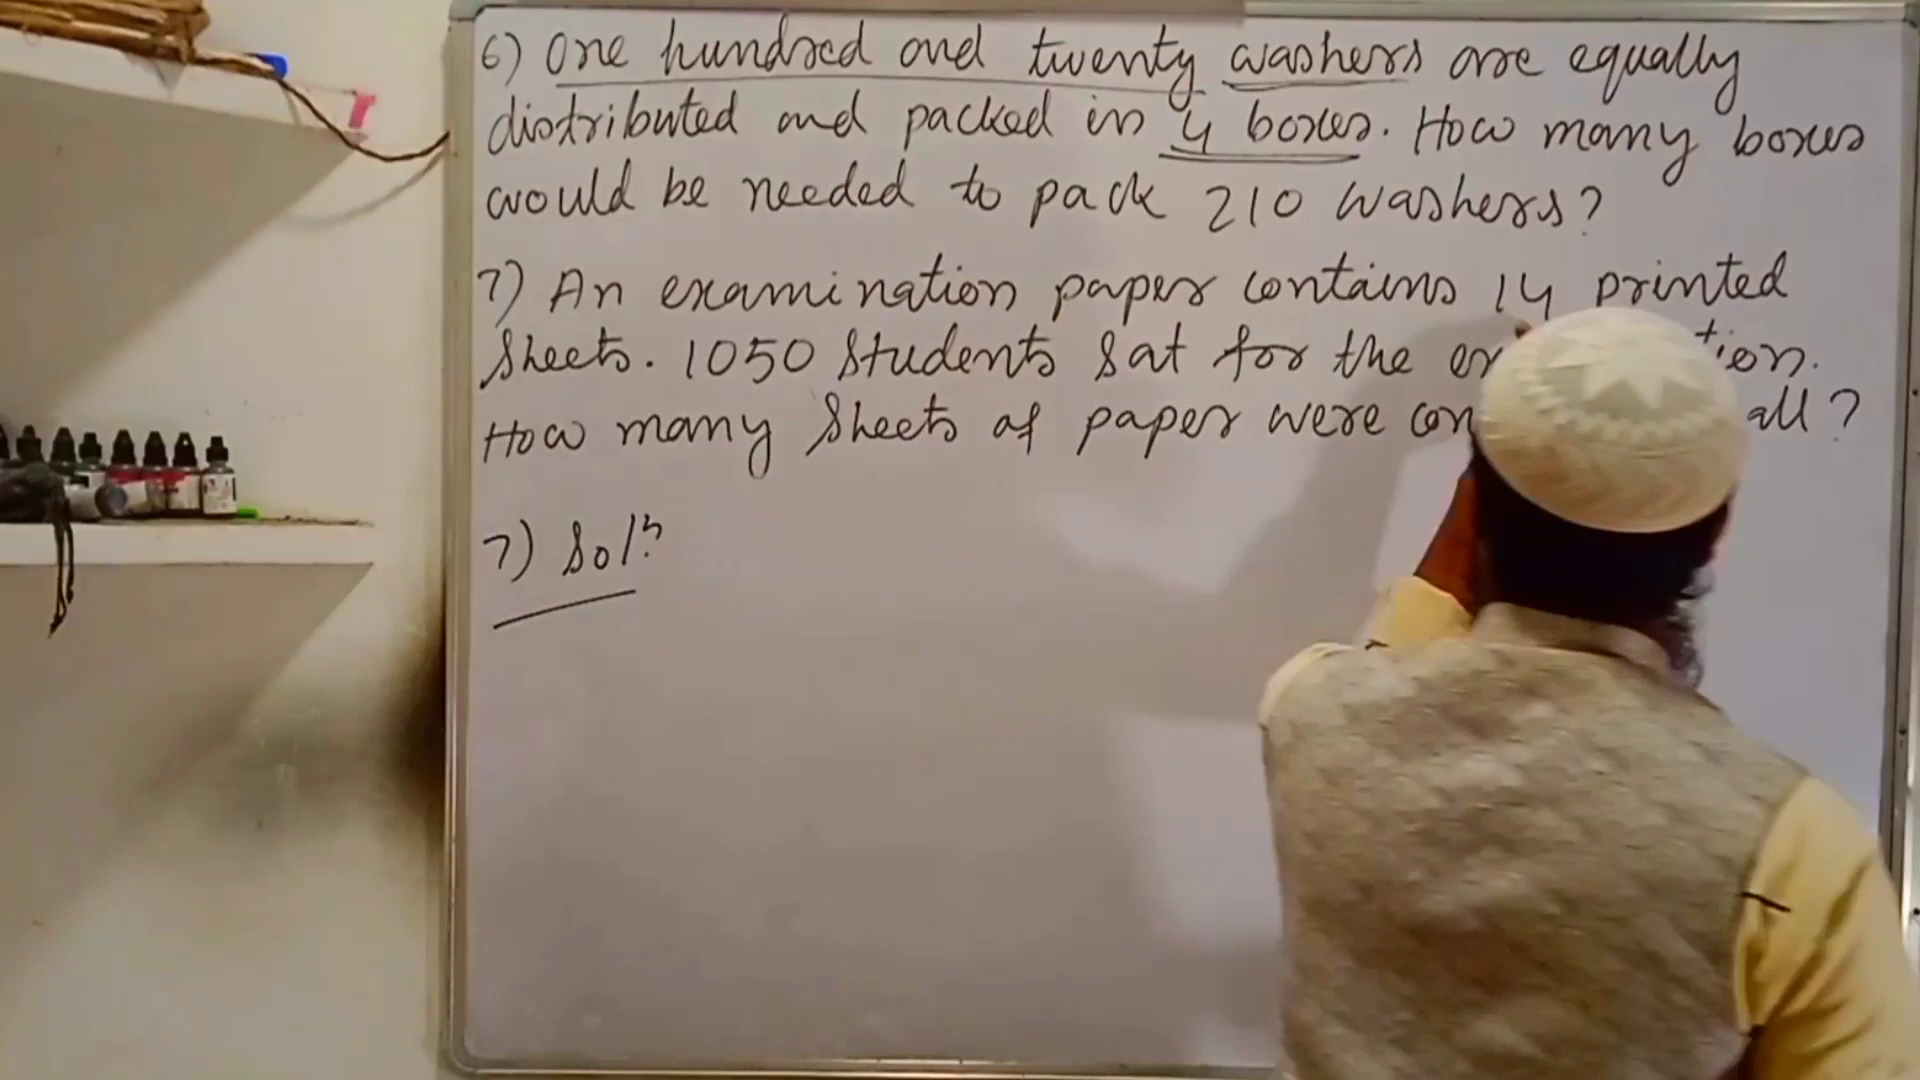 6) One hundred and twenty washers are equally
distributed and packed in 4 boxes. How many boxes
would be needed to pack 210 washers?
7) An examination paper contains 14 printed
sheets. 1050 students sat for the
How many sheets of paper were all?
7) Solⁿ